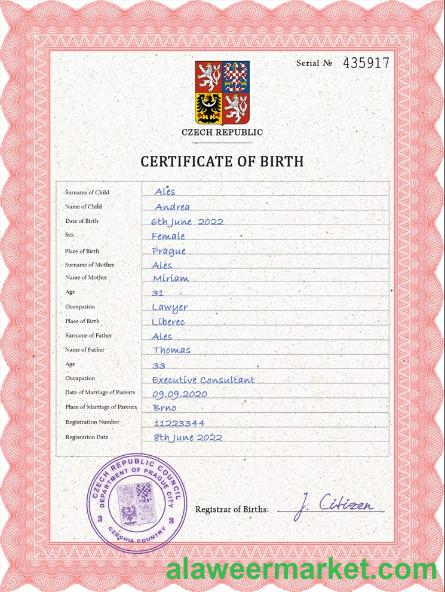 Serial № 435917
CZECH REPUBLIC
CERTIFICATE OF BIRTH
Surname of Child Ales
Name of Child Andrea
Date of Birth 6th June 2022
Sex Female
Place of Birth Prague
Surname of Mother Ales
Name of Mother Miriam
Age 31
Occupation Lawyer
Place of Birth Liberec
Surname of Father Ales
Name of Father Thomas
Age 33
Occupation Executive Consultant
Date of Marriage of Parents 09.09.2020
Place of Marriage of Parents Brno
Registration Number 11223344
Registration Date 8th June 2022
CZECH REPUBLIC COUNCIL
DEPARTMENT OF PRAGUE CITY
3 3
CZECHIA COUNTRY
Registrar of Births: J. Citizen
alaweermarket.com